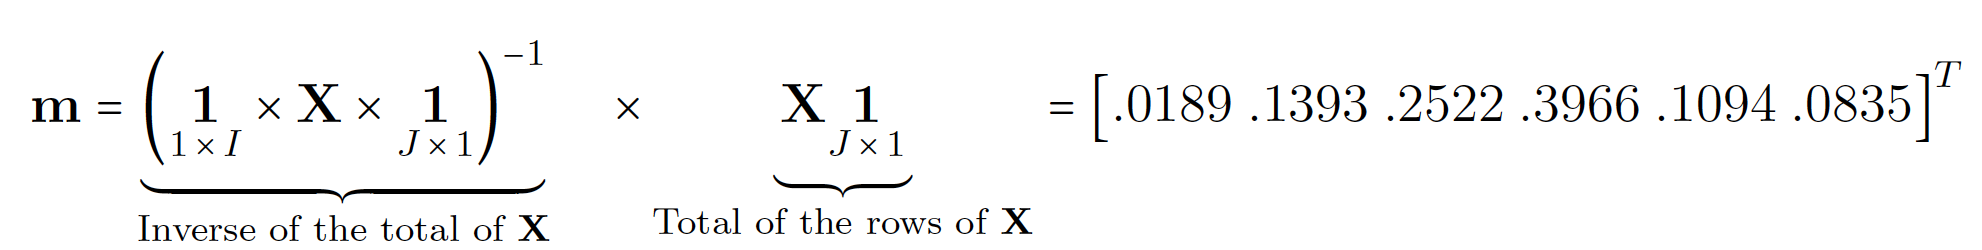 m = ( 1 × X × 1 )⁻¹ × X 1 = [.0189 .1393 .2522 .3966 .1094 .0835]ᵀ
1 × I J × 1 J × 1
Inverse of the total of X Total of the rows of X